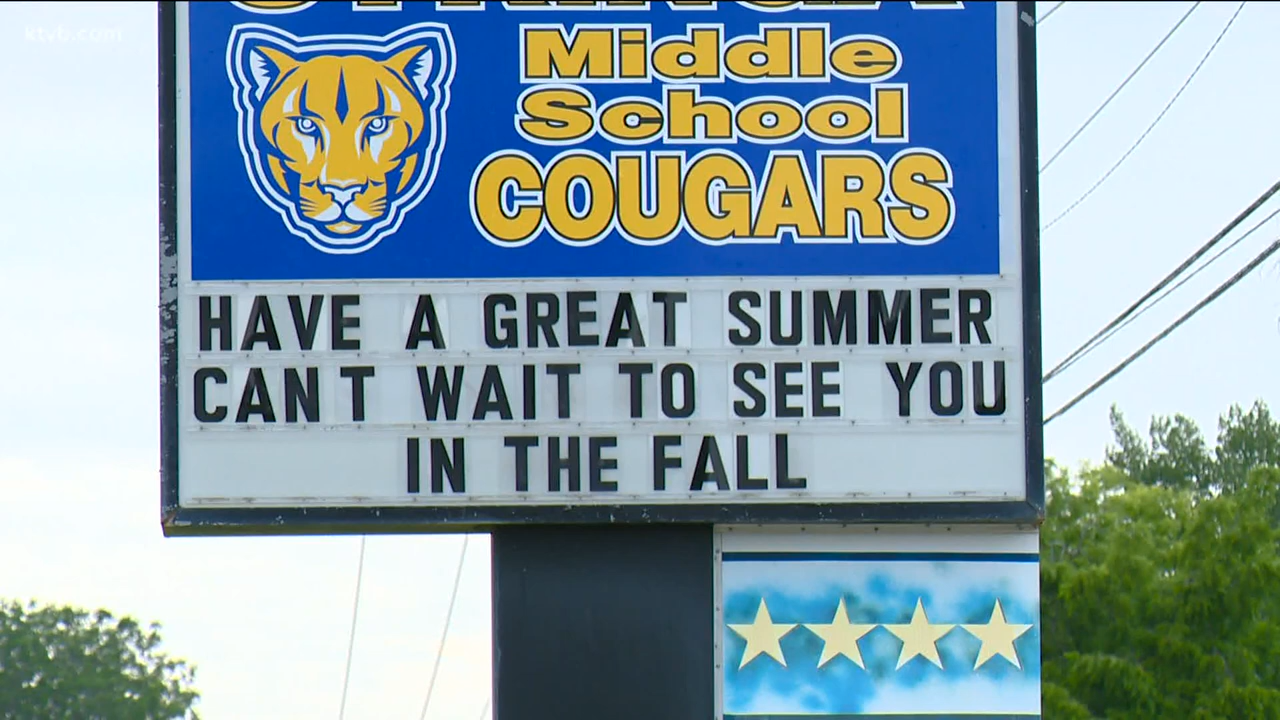 ktvb.com
Middle
School
COUGARS
HAVE A GREAT SUMMER
CANT WAIT TO SEE YOU
IN THE FALL